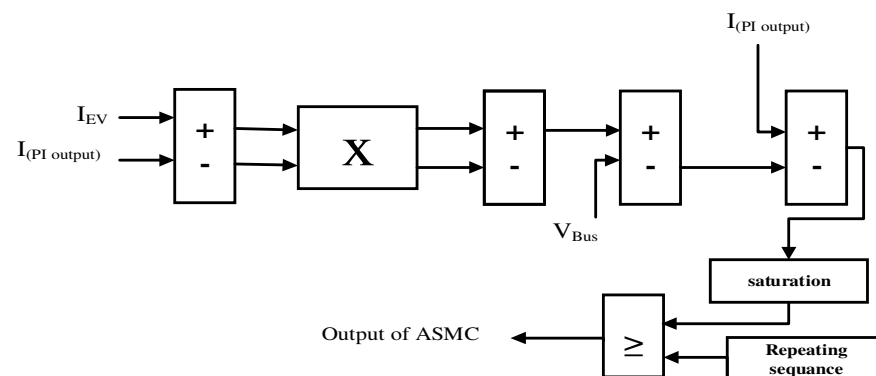 I(PI output)
IEV
I(PI output)
+
-
X
+
-
+
-
+
-
VBus
saturation
Output of ASMC
≥
Repeating
sequance